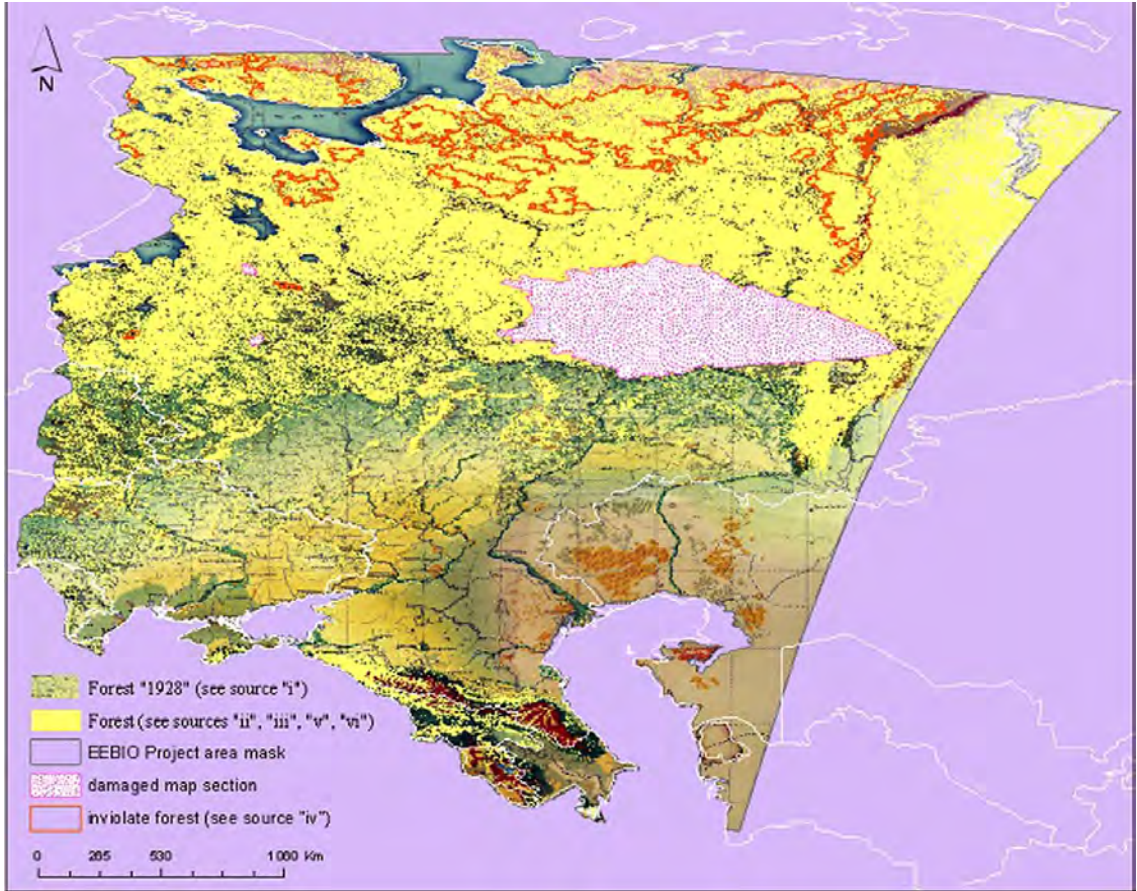 N
Forest "1928" (see source "i")
Forest (see sources "ii", "iii", "v", "vi")
EEBIO Project area mask
damaged map section
inviolate forest (see source "iv")
0 265 530 1 060 Km